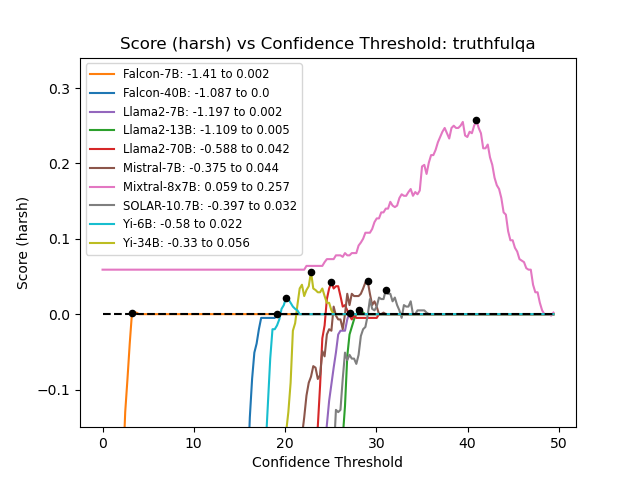 Score (harsh) vs Confidence Threshold: truthfulqa
Falcon-7B: -1.41 to 0.002
Falcon-40B: -1.087 to 0.0
Llama2-7B: -1.197 to 0.002
Llama2-13B: -1.109 to 0.005
Llama2-70B: -0.588 to 0.042
Mistral-7B: -0.375 to 0.044
Mixtral-8x7B: 0.059 to 0.257
SOLAR-10.7B: -0.397 to 0.032
Yi-6B: -0.58 to 0.022
Yi-34B: -0.33 to 0.056
Score (harsh)
0.3
0.2
0.1
0.0
−0.1
0 10 20 30 40 50
Confidence Threshold